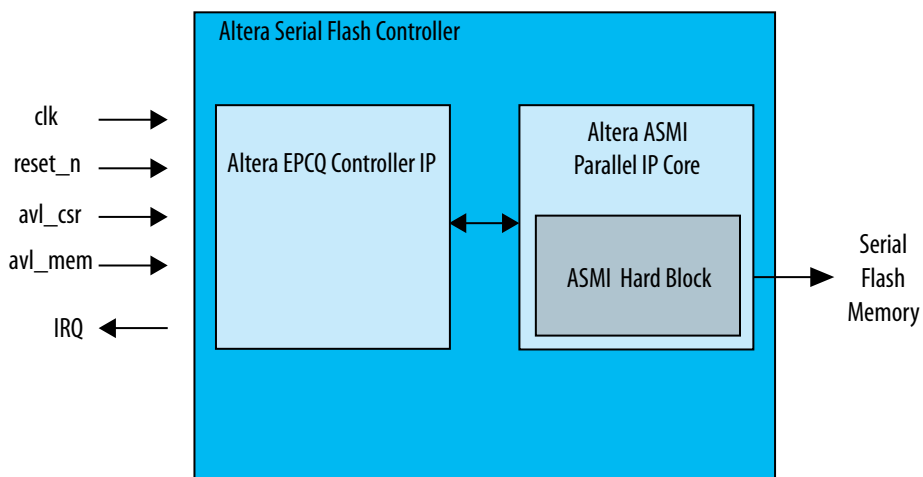 Altera Serial Flash Controller
clk
reset_n
avl_csr
avl_mem
IRQ
Altera EPCQ Controller IP
Altera ASMI
Parallel IP Core
ASMI Hard Block
Serial
Flash
Memory